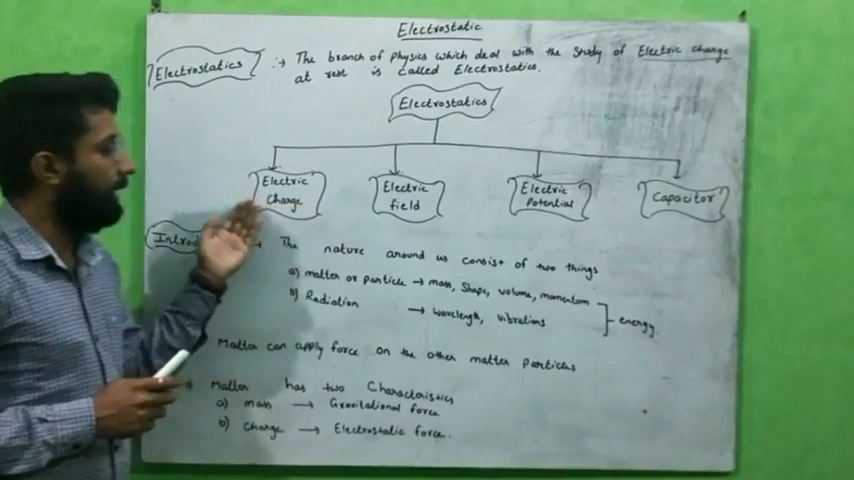 Electrostatic
Electrostatics :→ The branch of Physics which deal with the study of Electric charge
at rest is called Electrostatics.
Electrostatics
Electric Charge
Electric field
Electric Potential
Capacitor
The nature around us consist of two things
a) matter or particle → mass, Shape, volume, momentum
b) Radiation → wavelength, vibrations
energy
Matter can apply force on the other matter particles
Matter has two Characteristics
a) mass → Gravitational force
b) Charge → Electrostatic force.